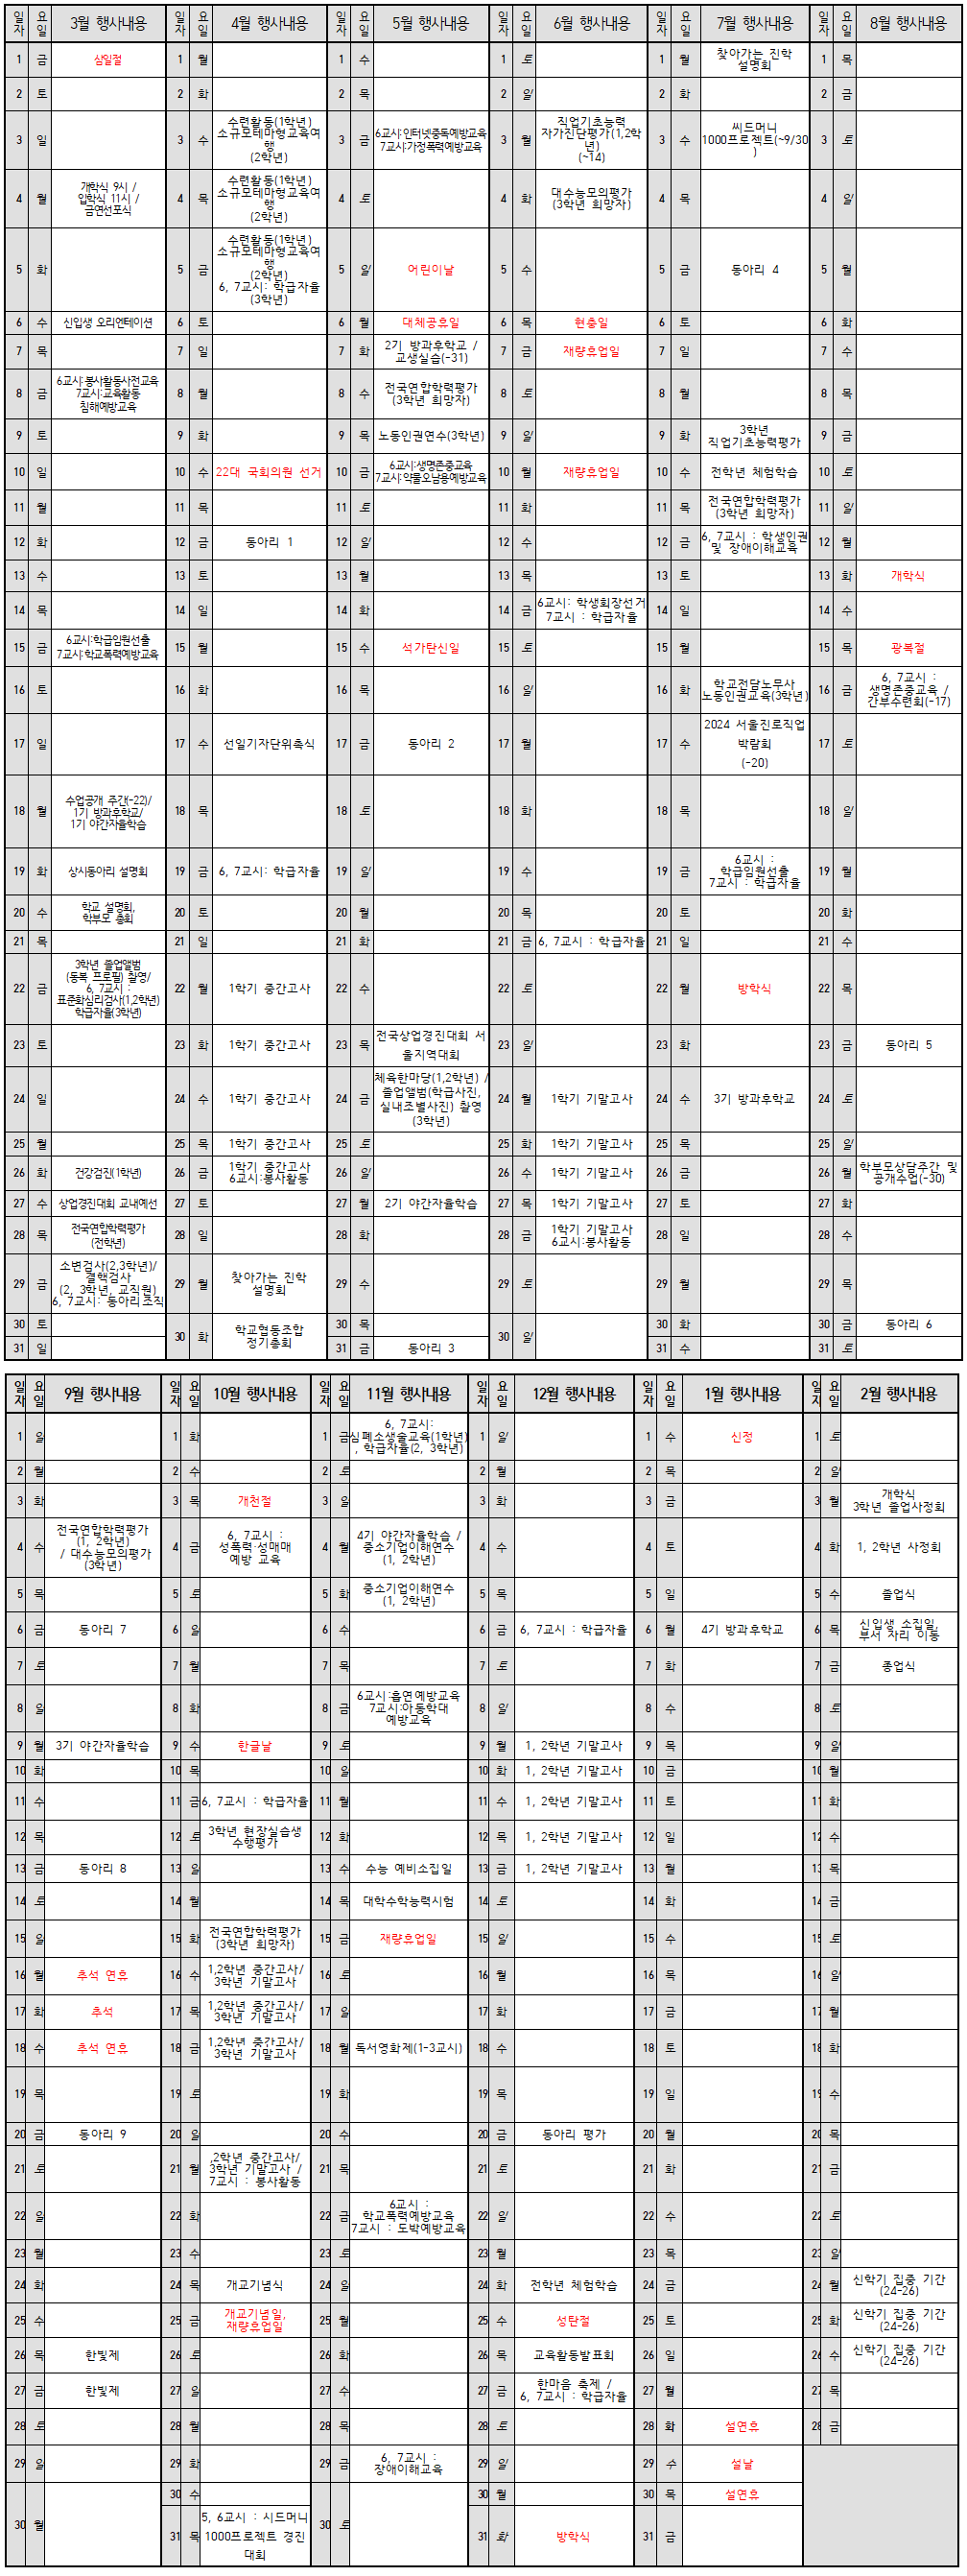 일자 요일 3월 행사내용 일자 요일 4월 행사내용 일자 요일 5월 행사내용 일자 요일 6월 행사내용 일자 요일 7월 행사내용 일자 요일 8월 행사내용
1 금 삼일절 1 월 1 수 1 토 1 월 찾아가는 진학 설명회 1 목
2 토 2 화 2 목 2 일 2 화 2 금
3 일 3 수 수련활동(1학년) 소규모테마형교육여행 (2학년) 3 금 6교시:인터넷중독예방교육 7교시:가정폭력예방교육 3 월 직업기초능력 자가진단평가(1,2학년) (~14) 3 수 씨드머니 1000프로젝트(~9/30) 3 토
4 월 개학식 9시 / 입학식 11시 / 금연선포식 4 목 수련활동(1학년) 소규모테마형교육여행 (2학년) 4 토 4 화 대수능모의평가 (3학년 희망자) 4 목 4 일
5 화 5 금 수련활동(1학년) 소규모테마형교육여행 (2학년) 6, 7교시: 학급자율 (3학년) 5 일 어린이날 5 수 5 금 동아리 4 5 월
6 수 신입생 오리엔테이션 6 토 6 월 대체공휴일 6 목 현충일 6 토 6 화
7 목 7 일 7 화 2기 방과후학교 / 교생실습(-31) 7 금 재량휴업일 7 일 7 수
8 금 6교시:봉사활동사전교육 7교시:교육활동 침해예방교육 8 월 8 수 전국연합학력평가 (3학년 희망자) 8 토 8 월 8 목
9 토 9 화 9 목 노동인권연수(3학년) 9 일 9 화 3학년 직업기초능력평가 9 금
10 일 10 수 22대 국회의원 선거 10 금 6교시:생명존중교육 7교시:약물오남용예방교육 10 월 재량휴업일 10 수 전학년 체험학습 10 토
11 월 11 목 11 토 11 화 11 목 전국연합학력평가 (3학년 희망자) 11 일
12 화 12 금 동아리 1 12 일 12 수 12 금 6, 7교시 : 학생인권 및 장애이해교육 12 월
13 수 13 토 13 월 13 목 13 토 13 화 개학식
14 목 14 일 14 화 14 금 6교시: 학생회장선거 7교시 : 학급자율 14 일 14 수
15 금 6교시:학급임원선출 7교시:학교폭력예방교육 15 월 15 수 석가탄신일 15 토 15 월 15 목 광복절
16 토 16 화 16 목 16 일 16 화 학교전담노무사 노동인권교육(3학년) 16 금 6, 7교시 : 생명존중교육 / 간부수련회(-17)
17 일 17 수 선일기자단위촉식 17 금 동아리 2 17 월 17 수 2024 서울진로직업 박람회 (-20) 17 토
18 월 수업공개 주간(-22)/ 1기 방과후학교/ 1기 야간자율학습 18 목 18 토 18 화 18 목 18 일
19 화 상시동아리 설명회 19 금 6, 7교시: 학급자율 19 일 19 수 19 금 6교시 : 학급임원선출 7교시 : 학급자율 19 월
20 수 학교 설명회, 학부모 총회 20 토 20 월 20 목 20 토 20 화
21 목 21 일 21 화 21 금 6, 7교시 : 학급자율 21 일 21 수
22 금 3학년 졸업앨범 (동복 프로필) 촬영/ 6, 7교시 : 표준화심리검사(1,2학년) 학급자율(3학년) 22 월 1학기 중간고사 22 수 22 토 22 월 방학식 22 목
23 토 23 화 1학기 중간고사 23 목 전국상업경진대회 서울지역대회 23 일 23 화 23 금 동아리 5
24 일 24 수 1학기 중간고사 24 금 체육한마당(1,2학년) / 졸업앨범(학급사진, 실내조별사진) 촬영 (3학년) 24 월 1학기 기말고사 24 수 3기 방과후학교 24 토
25 월 25 목 1학기 중간고사 25 토 25 화 1학기 기말고사 25 목 25 일
26 화 건강검진(1학년) 26 금 1학기 중간고사 6교시:봉사활동 26 일 26 수 1학기 기말고사 26 금 26 월 학부모상담주간 및 공개수업(-30)
27 수 상업경진대회 교내예선 27 토 27 월 2기 야간자율학습 27 목 1학기 기말고사 27 토 27 화
28 목 전국연합학력평가 (전학년) 28 일 28 화 28 금 1학기 기말고사 6교시:봉사활동 28 일 28 수
29 금 소변검사(2,3학년)/ 결핵검사 (2, 3학년, 교직원) 6, 7교시: 동아리조직 29 월 찾아가는 진학 설명회 29 수 29 토 29 월 29 목
30 토 30 화 학교협동조합 정기총회 30 목 30 일 30 화 30 금 동아리 6
31 일 31 금 동아리 3 31 수 31 토
일자 요일 9월 행사내용 일자 요일 10월 행사내용 일자 요일 11월 행사내용 일자 요일 12월 행사내용 일자 요일 1월 행사내용 일자 요일 2월 행사내용
1 일 1 화 1 금 6, 7교시: 심폐소생술교육(1학년), 학급자율(2, 3학년) 1 일 1 수 신정 1 토
2 월 2 수 2 토 2 월 2 목 2 일
3 화 3 목 개천절 3 일 3 화 3 금 3 월 개학식 3학년 졸업사정회
4 수 전국연합학력평가 (1, 2학년) / 대수능모의평가 (3학년) 4 금 6, 7교시 : 성폭력·성매매 예방 교육 4 월 4기 야간자율학습 / 중소기업이해연수 (1, 2학년) 4 수 4 토 4 화 1, 2학년 사정회
5 목 5 토 5 화 중소기업이해연수 (1, 2학년) 5 목 5 일 5 수 졸업식
6 금 동아리 7 6 일 6 수 6 금 6, 7교시 : 학급자율 6 월 4기 방과후학교 6 목 신입생 소집일, 부서 자리 이동
7 토 7 월 7 목 7 토 7 화 7 금 종업식
8 일 8 화 8 금 6교시:흡연예방교육 7교시:아동학대 예방교육 8 일 8 수 8 토
9 월 3기 야간자율학습 9 수 한글날 9 토 9 월 1, 2학년 기말고사 9 목 9 일
10 화 10 목 10 일 10 화 1, 2학년 기말고사 10 금 10 월
11 수 11 금 6, 7교시 : 학급자율 11 월 11 수 1, 2학년 기말고사 11 토 11 화
12 목 12 토 3학년 현장실습생 수행평가 12 화 12 목 1, 2학년 기말고사 12 일 12 수
13 금 동아리 8 13 일 13 수 수능 예비소집일 13 금 1, 2학년 기말고사 13 월 13 목
14 토 14 월 14 목 대학수학능력시험 14 토 14 화 14 금
15 일 15 화 전국연합학력평가 (3학년 희망자) 15 금 재량휴업일 15 일 15 수 15 토
16 월 추석 연휴 16 수 1,2학년 중간고사/ 3학년 기말고사 16 토 16 월 16 목 16 일
17 화 추석 17 목 1,2학년 중간고사/ 3학년 기말고사 17 일 17 화 17 금 17 월
18 수 추석 연휴 18 금 1,2학년 중간고사/ 3학년 기말고사 18 월 독서영화제(1-3교시) 18 수 18 토 18 화
19 목 19 토 19 화 19 목 19 일 19 수
20 금 동아리 9 20 일 20 수 20 금 동아리 평가 20 월 20 목
21 토 21 월 ,2학년 중간고사/ 3학년 기말고사 / 7교시 : 봉사활동 21 목 21 토 21 화 21 금
22 일 22 화 22 금 6교시 : 학교폭력예방교육 7교시 : 도박예방교육 22 일 22 수 22 토
23 월 23 수 23 토 23 월 23 목 23 일
24 화 24 목 개교기념식 24 일 24 화 전학년 체험학습 24 금 24 월 신학기 집중 기간 (24-26)
25 수 25 금 개교기념일, 재량휴업일 25 월 25 수 성탄절 25 토 25 화 신학기 집중 기간 (24-26)
26 목 한빛제 26 토 26 화 26 목 교육활동발표회 26 일 26 수 신학기 집중 기간 (24-26)
27 금 한빛제 27 일 27 수 27 금 한마음 축제 / 6, 7교시 : 학급자율 27 월 27 목
28 토 28 월 28 목 28 토 28 화 설연휴 28 금
29 일 29 화 29 금 6, 7교시 : 장애이해교육 29 일 29 수 설날
30 월 30 수 30 토 30 월 30 목 설연휴
31 목 5, 6교시 : 시드머니 1000프로젝트 경진대회 31 화 방학식 31 금